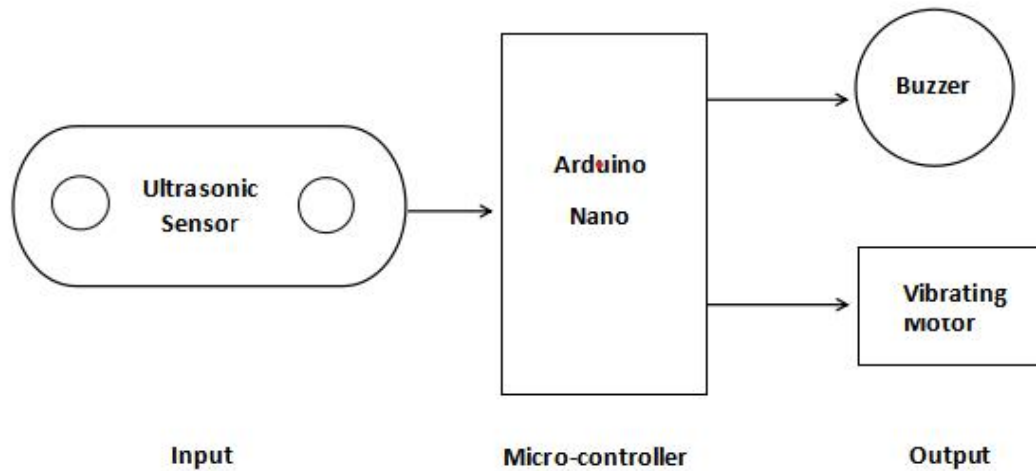 Ultrasonic
Sensor
Arduino
Nano
Buzzer
Vibrating
Motor
Input
Micro-controller
Output